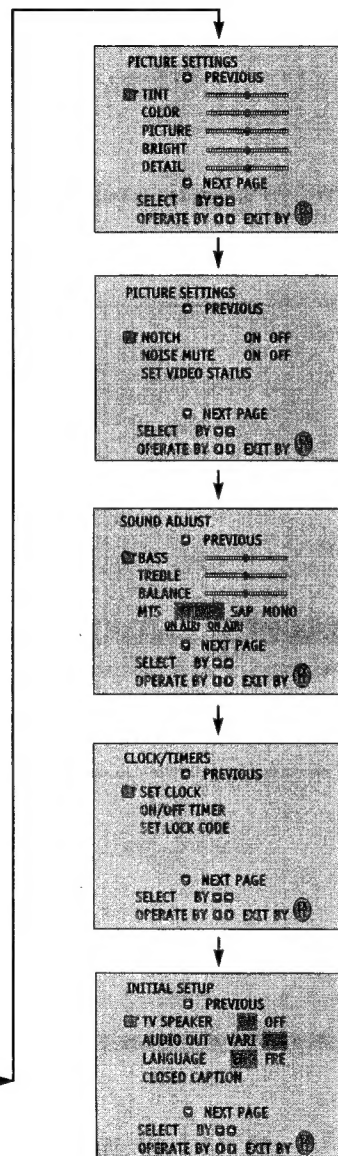 PICTURE SETTINGS
PREVIOUS
TINT
COLOR
PICTURE
BRIGHT
DETAIL
NEXT PAGE
SELECT BY
OPERATE BY EXIT BY
PICTURE SETTINGS
PREVIOUS
NOTCH ON OFF
NOISE MUTE ON OFF
SET VIDEO STATUS
NEXT PAGE
SELECT BY
OPERATE BY EXIT BY
SOUND ADJUST
PREVIOUS
BASS
TREBLE
BALANCE
MTS SAP MONO
ON AIR! ON AIR!
NEXT PAGE
SELECT BY
OPERATE BY EXIT BY
CLOCK/TIMERS
PREVIOUS
SET CLOCK
ON/OFF TIMER
SET LOCK CODE
NEXT PAGE
SELECT BY
OPERATE BY EXIT BY
INITIAL SETUP
PREVIOUS
TV SPEAKER OFF
AUDIO OUT VARI
LANGUAGE FRE
CLOSED CAPTION
NEXT PAGE
SELECT BY
OPERATE BY EXIT BY